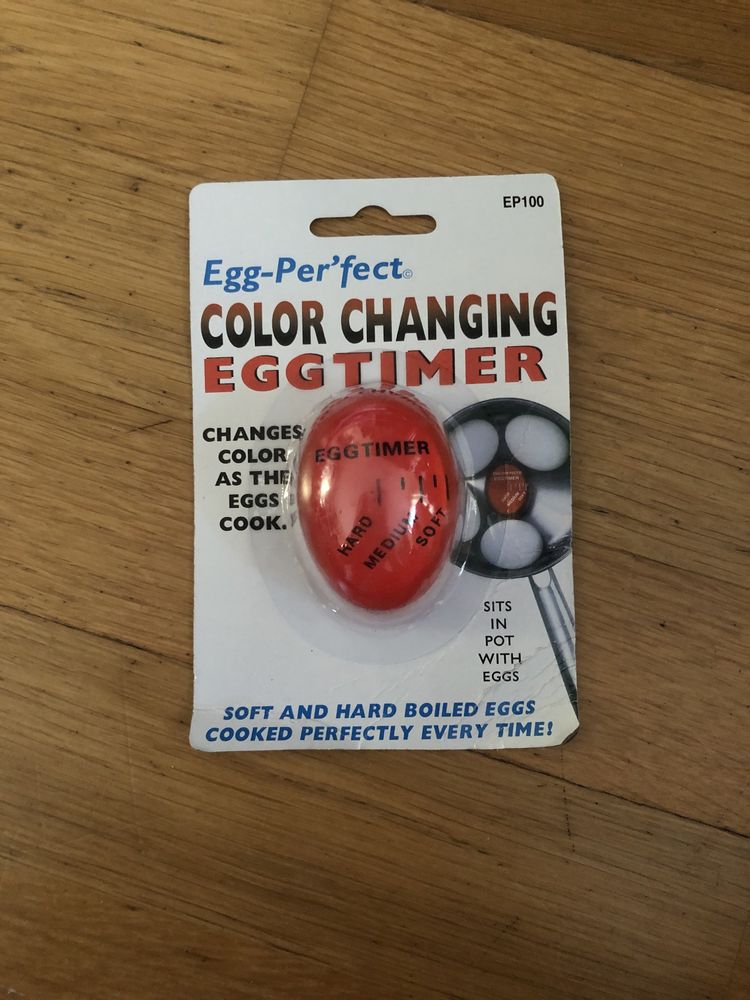 EP100
Egg-Per'fect©
COLOR CHANGING
EGGTIMER
CHANGES
COLOR
AS THE
EGGS
COOK.
EGGTIMER
HARD
MEDIUM
SOFT
EGGTIMER
SITS
IN
POT
WITH
EGGS
SOFT AND HARD BOILED EGGS
COOKED PERFECTLY EVERY TIME!